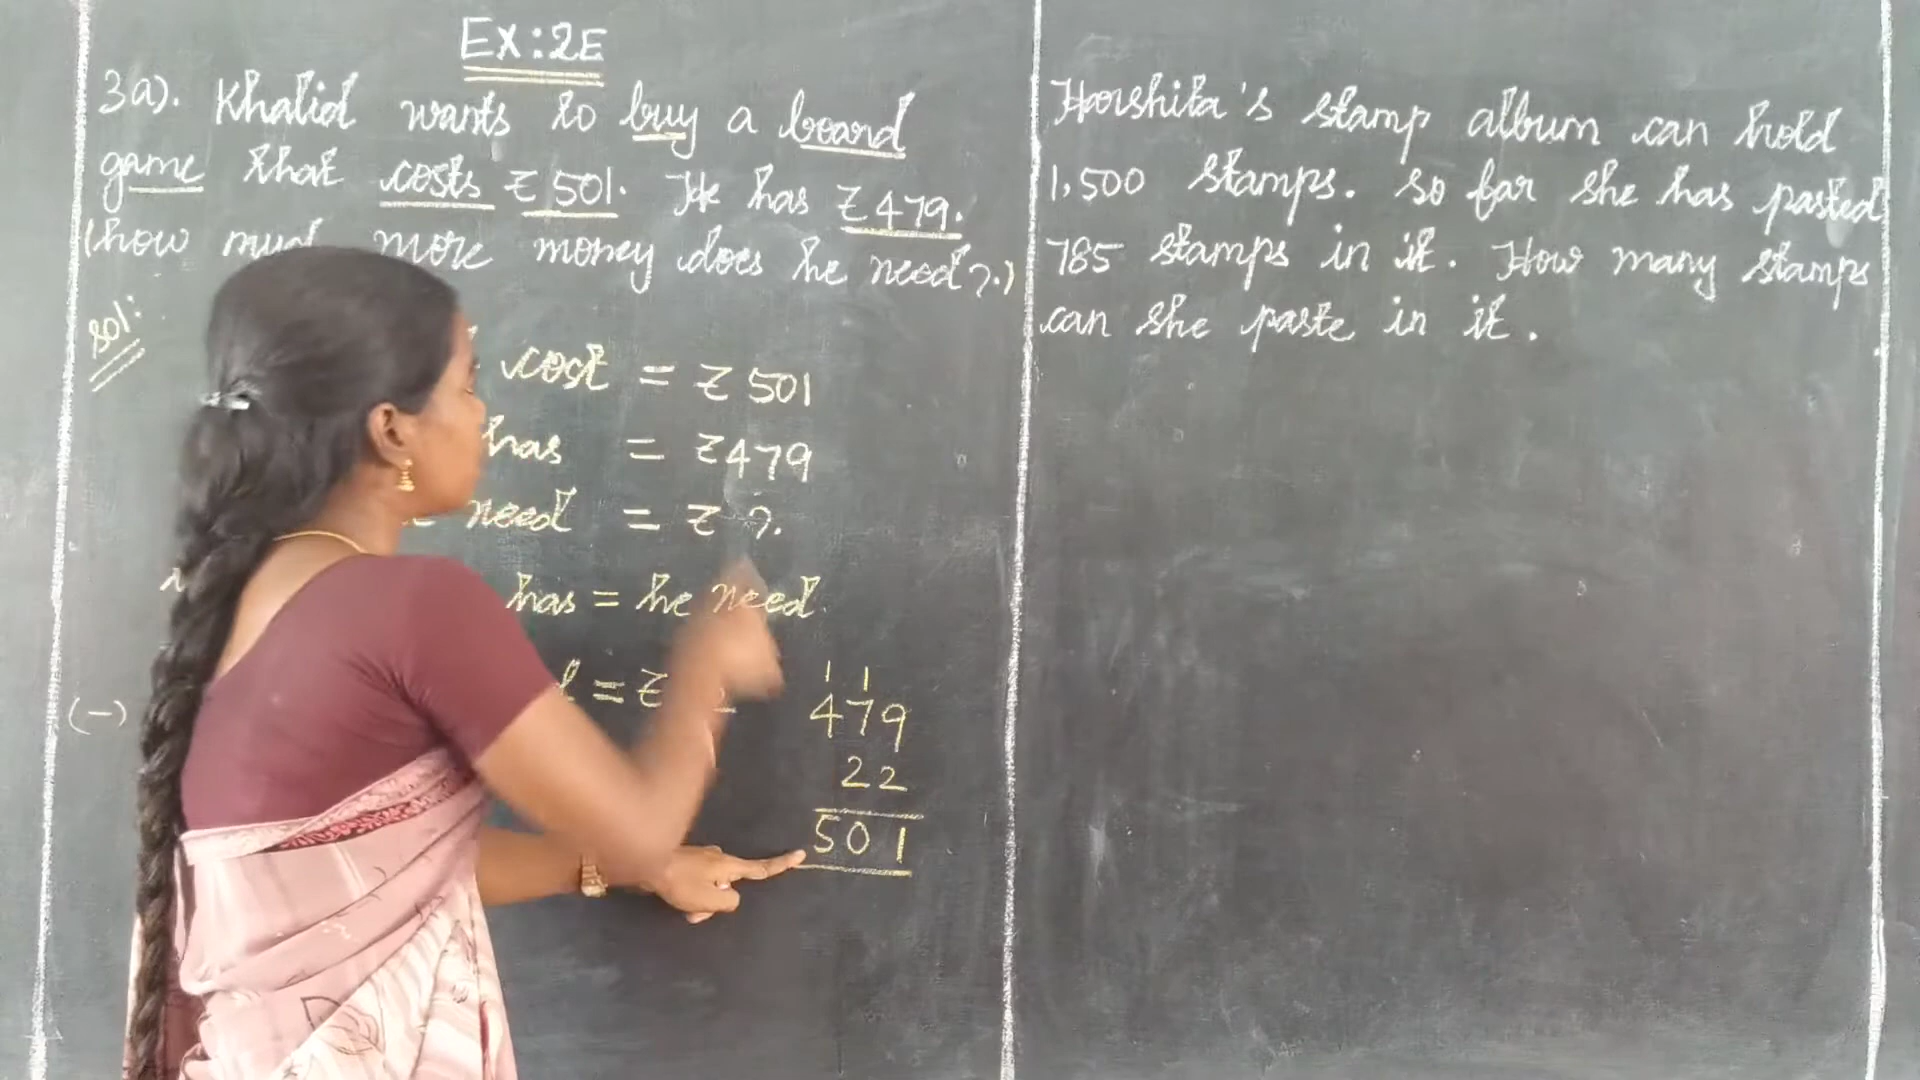 EX:2E
3a). Khalid wants to buy a board
game that costs ₹501. He has ₹479.
(how much more money does he need?.)
Sol:
cost = ₹501
has = ₹479
need = ₹ ?.
has = he need
= ₹
(-)
1 1
479
22
501
Harshita's stamp album can hold
1,500 stamps. So far she has pasted
785 stamps in it. How many stamps
can she paste in it.